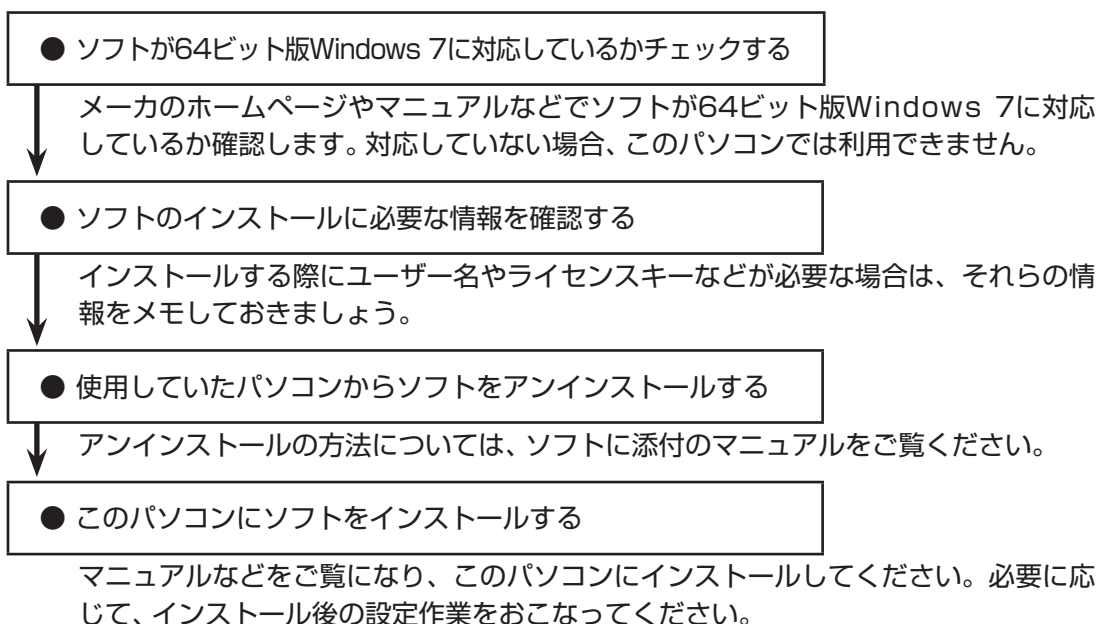 ● ソフトが64ビット版Windows 7に対応しているかチェックする
メーカのホームページやマニュアルなどでソフトが64ビット版Windows 7に対応
しているか確認します。対応していない場合、このパソコンでは利用できません。
● ソフトのインストールに必要な情報を確認する
インストールする際にユーザー名やライセンスキーなどが必要な場合は、それらの情
報をメモしておきましょう。
● 使用していたパソコンからソフトをアンインストールする
アンインストールの方法については、ソフトに添付のマニュアルをご覧ください。
● このパソコンにソフトをインストールする
マニュアルなどをご覧になり、このパソコンにインストールしてください。必要に応
じて、インストール後の設定作業をおこなってください。